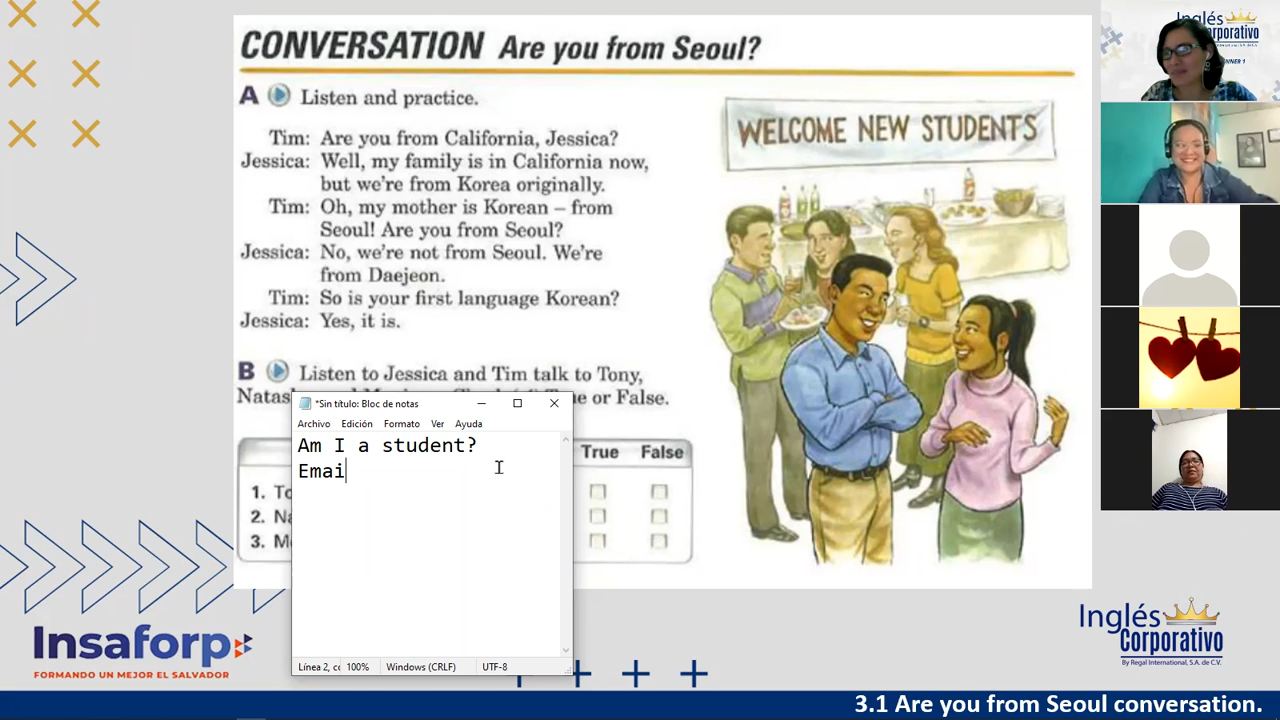 CONVERSATION Are you from Seoul?
A Listen and practice.
Tim: Are you from California, Jessica?
Jessica: Well, my family is in California now,
but we're from Korea originally.
Tim: Oh, my mother is Korean – from
Seoul! Are you from Seoul?
Jessica: No, we're not from Seoul. We're
from Daejeon.
Tim: So is your first language Korean?
Jessica: Yes, it is.
B Listen to Jessica and Tim talk to Tony,
or False.
True False
1.
2.
3.
WELCOME NEW STUDENTS
*Sin título: Bloc de notas
Archivo Edición Formato Ver Ayuda
Am I a student?
Emai
Línea 2, 100% Windows (CRLF) UTF-8
Inglés
Corporativo
Insaforp
FORMANDO UN MEJOR EL SALVADOR
Inglés
Corporativo
By Regal International, S.A. de C.V.
3.1 Are you from Seoul conversation.